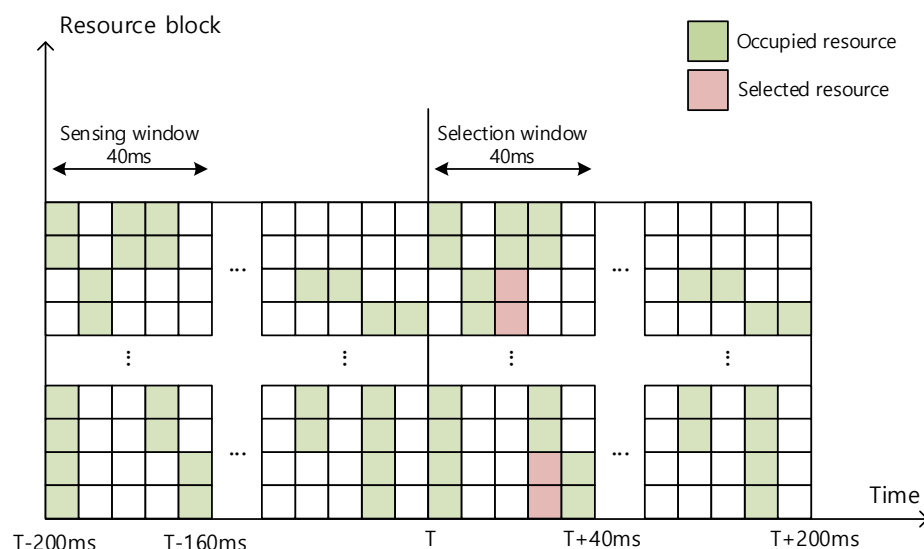 Resource block
Occupied resource
Selected resource
Sensing window
40ms
Selection window
40ms
...
...
...
...
...
...
...
...
Time
T-200ms
T-160ms
T
T+40ms
T+200ms